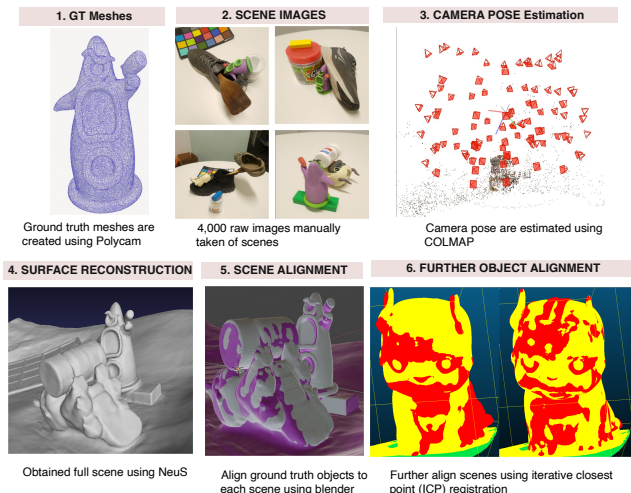 1. GT Meshes
2. SCENE IMAGES
3. CAMERA POSE Estimation
Ground truth meshes are
created using Polycam
4,000 raw images manually
taken of scenes
Camera pose are estimated using
COLMAP
4. SURFACE RECONSTRUCTION
5. SCENE ALIGNMENT
6. FURTHER OBJECT ALIGNMENT
Obtained full scene using NeuS
Align ground truth objects to
each scene using blender
Further align scenes using iterative closest
point (ICP) registration